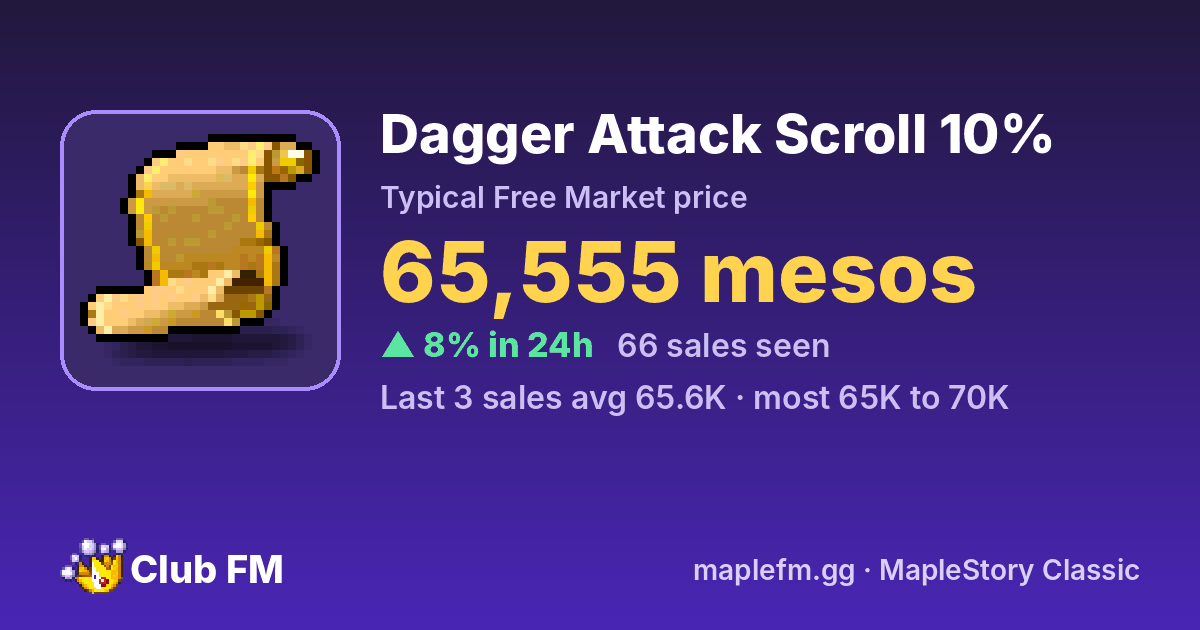 Dagger Attack Scroll 10%
Typical Free Market price
65,555 mesos
▲ 8% in 24h 66 sales seen
Last 3 sales avg 65.6K · most 65K to 70K
Club FM
maplefm.gg · MapleStory Classic